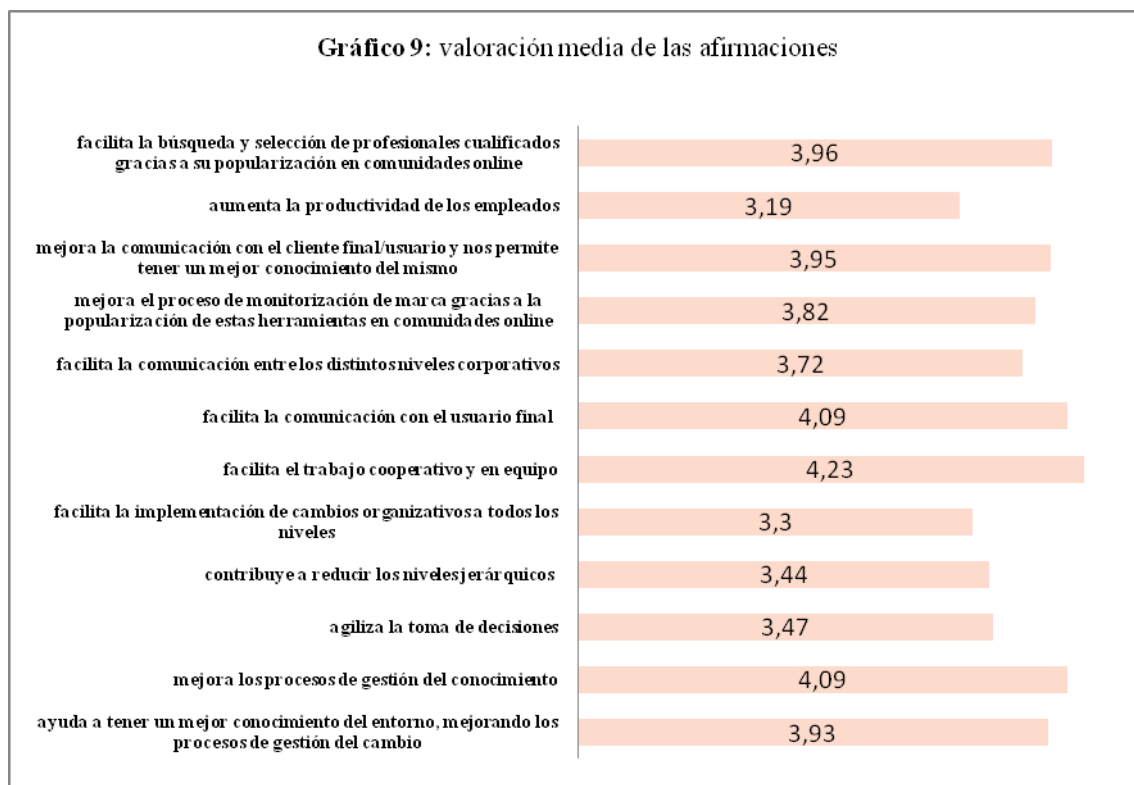 Gráfico 9: valoración media de las afirmaciones
facilita la búsqueda y selección de profesionales cualificados
gracias a su popularización en comunidades online
3,96
aumenta la productividad de los empleados
3,19
mejora la comunicación con el cliente final/usuario y nos permite
tener un mejor conocimiento del mismo
3,95
mejora el proceso de monitorización de marca gracias a la
popularización de estas herramientas en comunidades online
3,82
facilita la comunicación entre los distintos niveles corporativos
3,72
facilita la comunicación con el usuario final
4,09
facilita el trabajo cooperativo y en equipo
4,23
facilita la implementación de cambios organizativos a todos los
niveles
3,3
contribuye a reducir los niveles jerárquicos
3,44
agiliza la toma de decisiones
3,47
mejora los procesos de gestión del conocimiento
4,09
ayuda a tener un mejor conocimiento del entorno, mejorando los
procesos de gestión del cambio
3,93